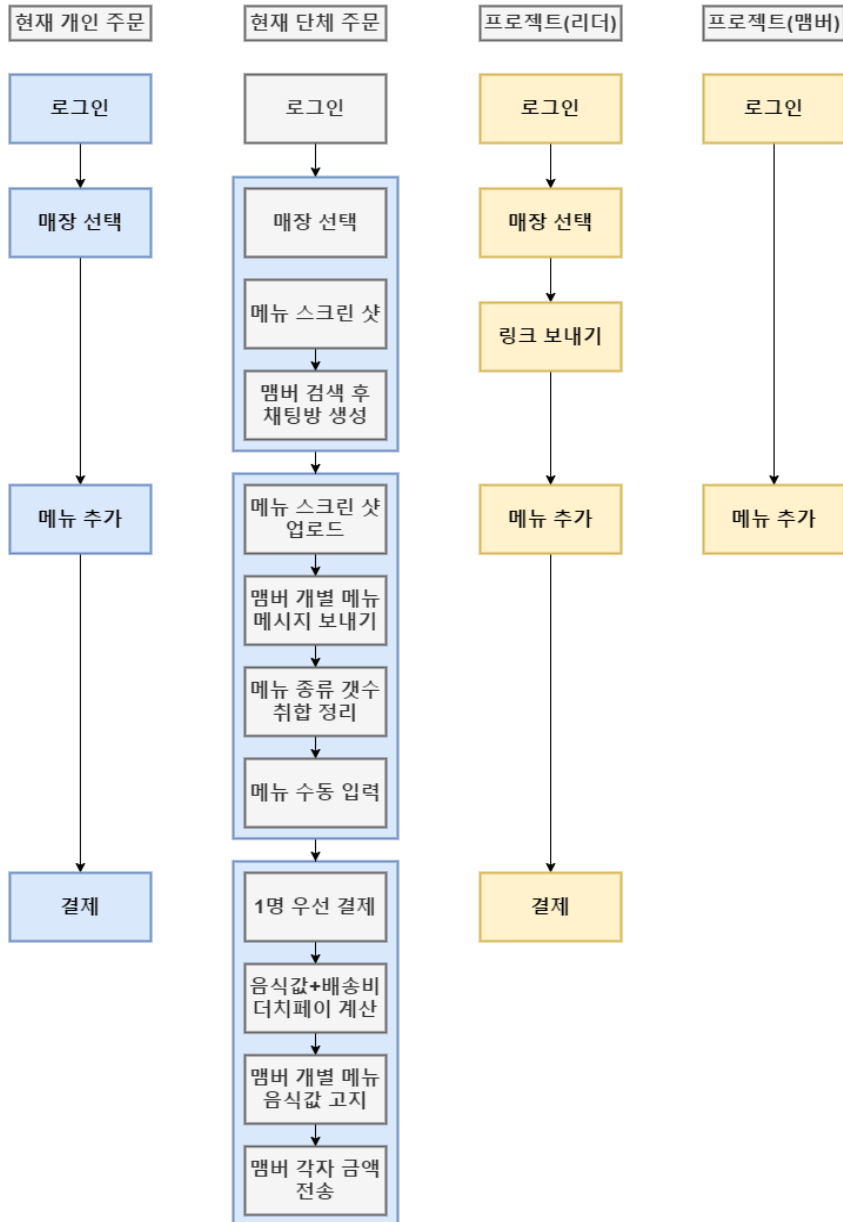 현재 개인 주문
현재 단체 주문
프로젝트(리더)
프로젝트(맴버)
로그인
매장 선택
메뉴 추가
결제
로그인
매장 선택
메뉴 스크린 샷
맴버 검색 후
채팅방 생성
메뉴 스크린 샷
업로드
맴버 개별 메뉴
메시지 보내기
메뉴 종류 갯수
취합 정리
메뉴 수동 입력
1명 우선 결제
음식값+배송비
더치페이 계산
맴버 개별 메뉴
음식값 고지
맴버 각자 금액
전송
로그인
매장 선택
링크 보내기
메뉴 추가
결제
로그인
메뉴 추가